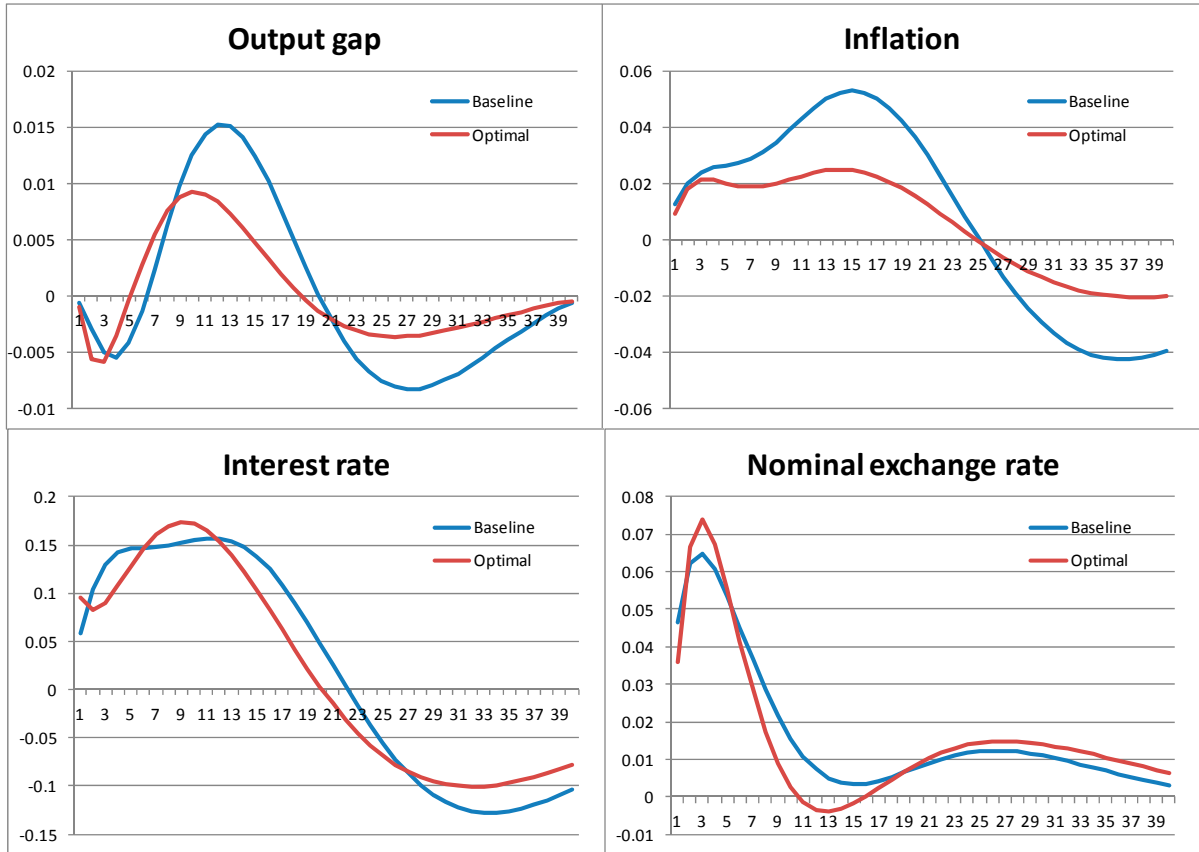 Output gap
0.02
0.015
0.01
0.005
0
-0.005
-0.01
1 3 5 7 9 11 13 15 17 19 21 23 25 27 29 31 33 35 37 39
Baseline
Optimal
Inflation
0.06
0.04
0.02
0
-0.02
-0.04
-0.06
1 3 5 7 9 11 13 15 17 19 21 23 25 27 29 31 33 35 37 39
Baseline
Optimal
Interest rate
0.2
0.15
0.1
0.05
0
-0.05
-0.1
-0.15
1 3 5 7 9 11 13 15 17 19 21 23 25 27 29 31 33 35 37 39
Baseline
Optimal
Nominal exchange rate
0.08
0.07
0.06
0.05
0.04
0.03
0.02
0.01
0
-0.01
1 3 5 7 9 11 13 15 17 19 21 23 25 27 29 31 33 35 37 39
Baseline
Optimal